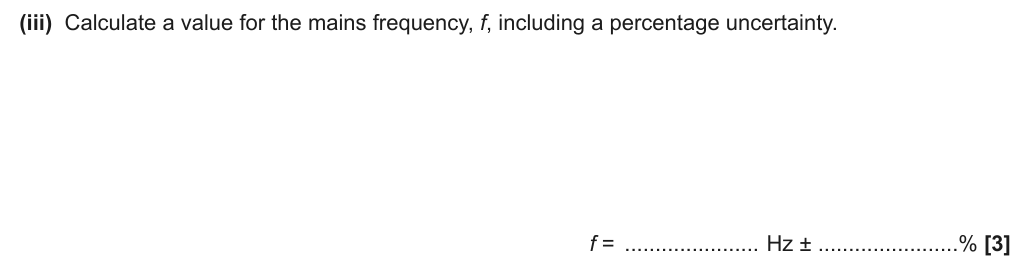 (iii) Calculate a value for the mains frequency, f, including a percentage uncertainty.
f = ...................... Hz ± .......................% [3]